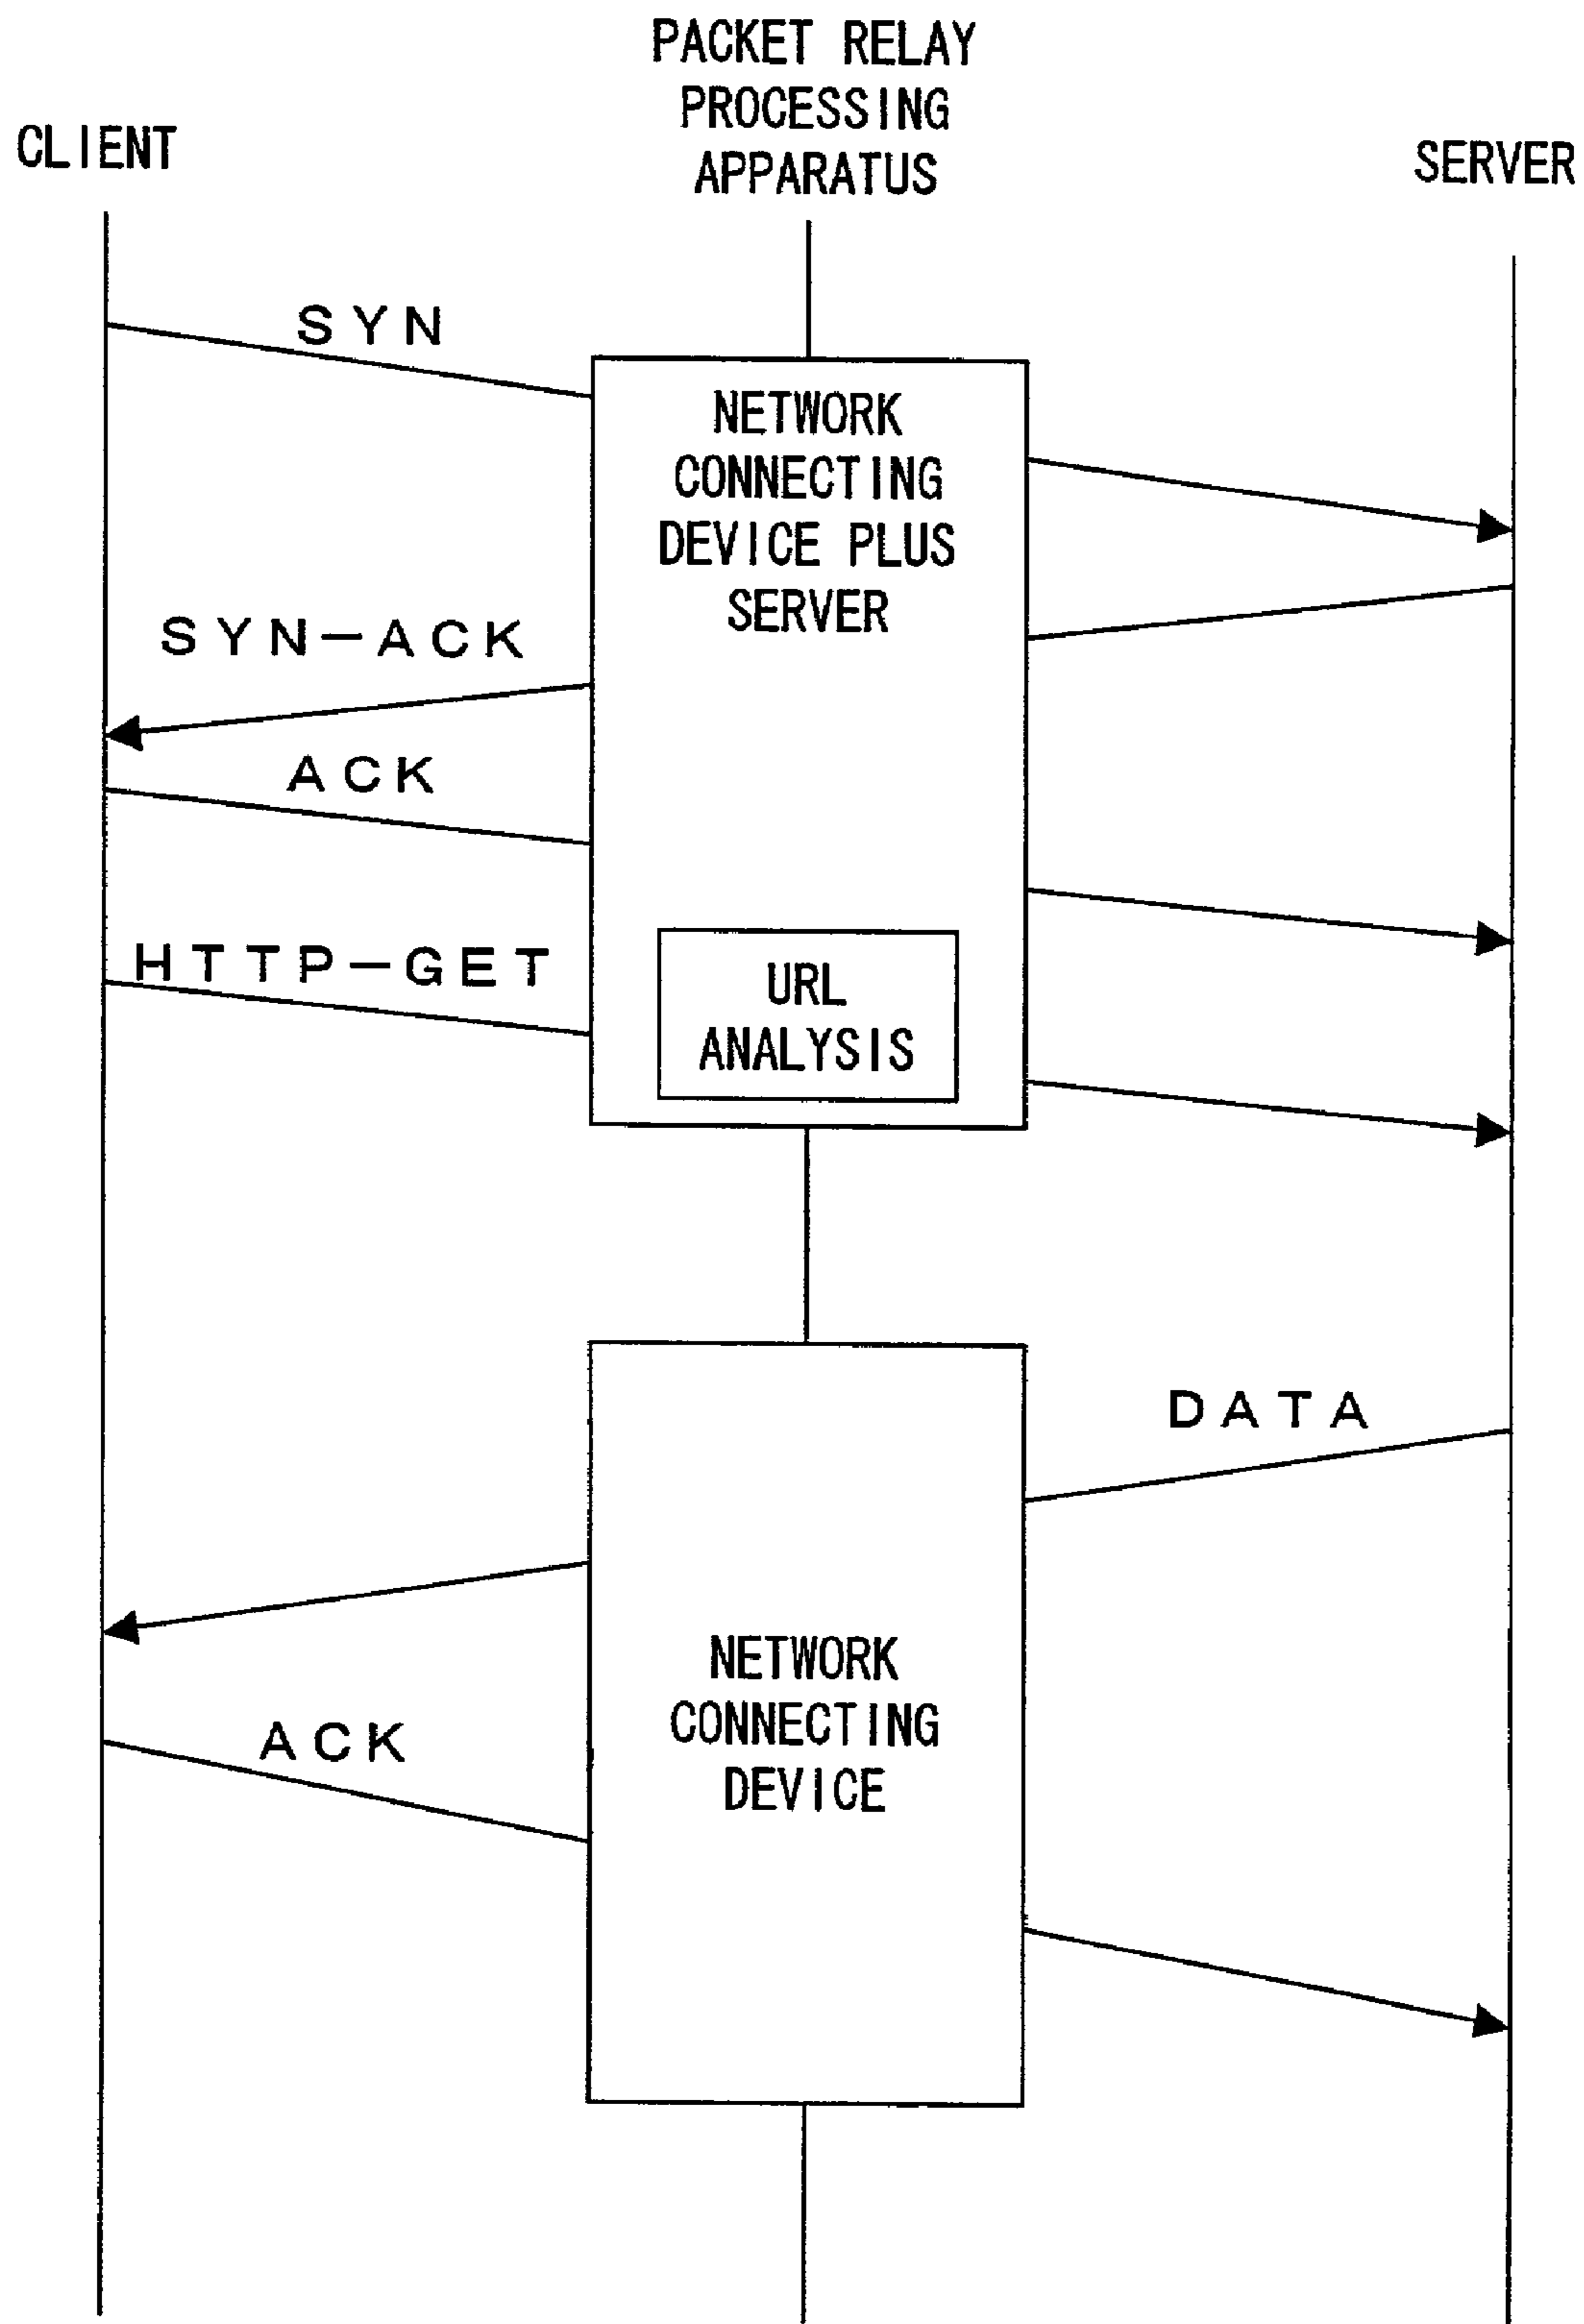 PACKET RELAY
PROCESSING
APPARATUS
CLIENT
SERVER
SYN
NETWORK
CONNECTING
DEVICE PLUS
SERVER
SYN-ACK
ACK
HTTP-GET
URL
ANALYSIS
DATA
NETWORK
CONNECTING
DEVICE
ACK